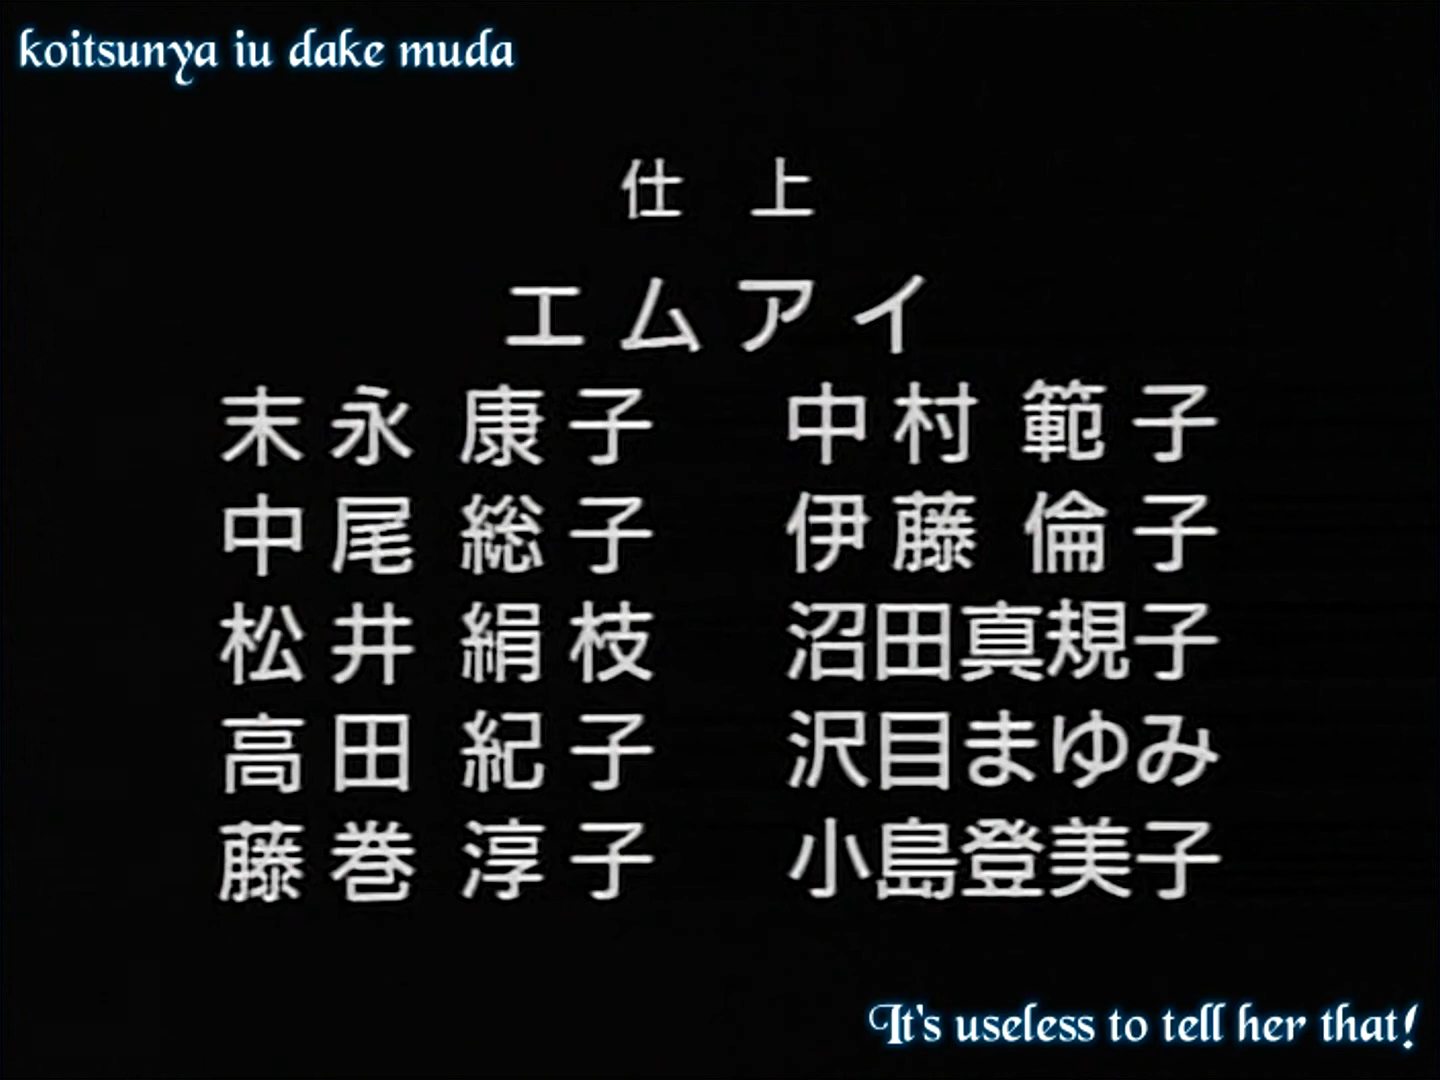 koitsunya iu dake muda
仕 上
エムアイ
末永 康子 中村 範子
中尾 総子 伊藤 倫子
松井 絹枝 沼田真規子
高田 紀子 沢目まゆみ
藤巻 淳子 小島登美子
It's useless to tell her that!